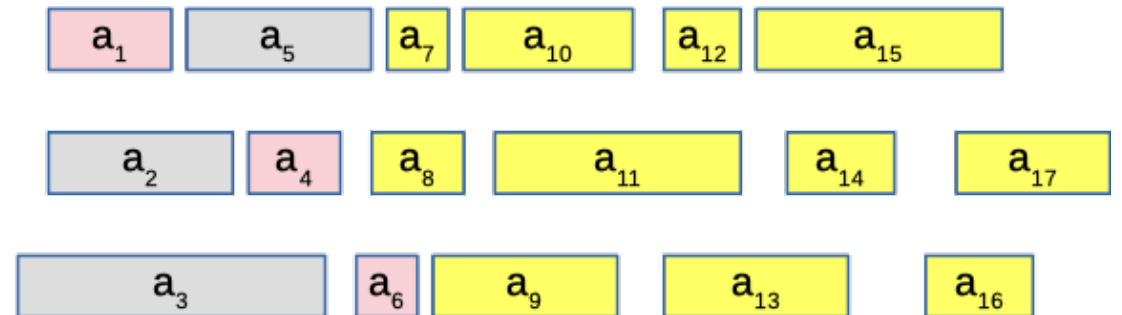 a₁ a₅ a₇ a₁₀ a₁₂ a₁₅
a₂ a₄ a₈ a₁₁ a₁₄ a₁₇
a₃ a₆ a₉ a₁₃ a₁₆